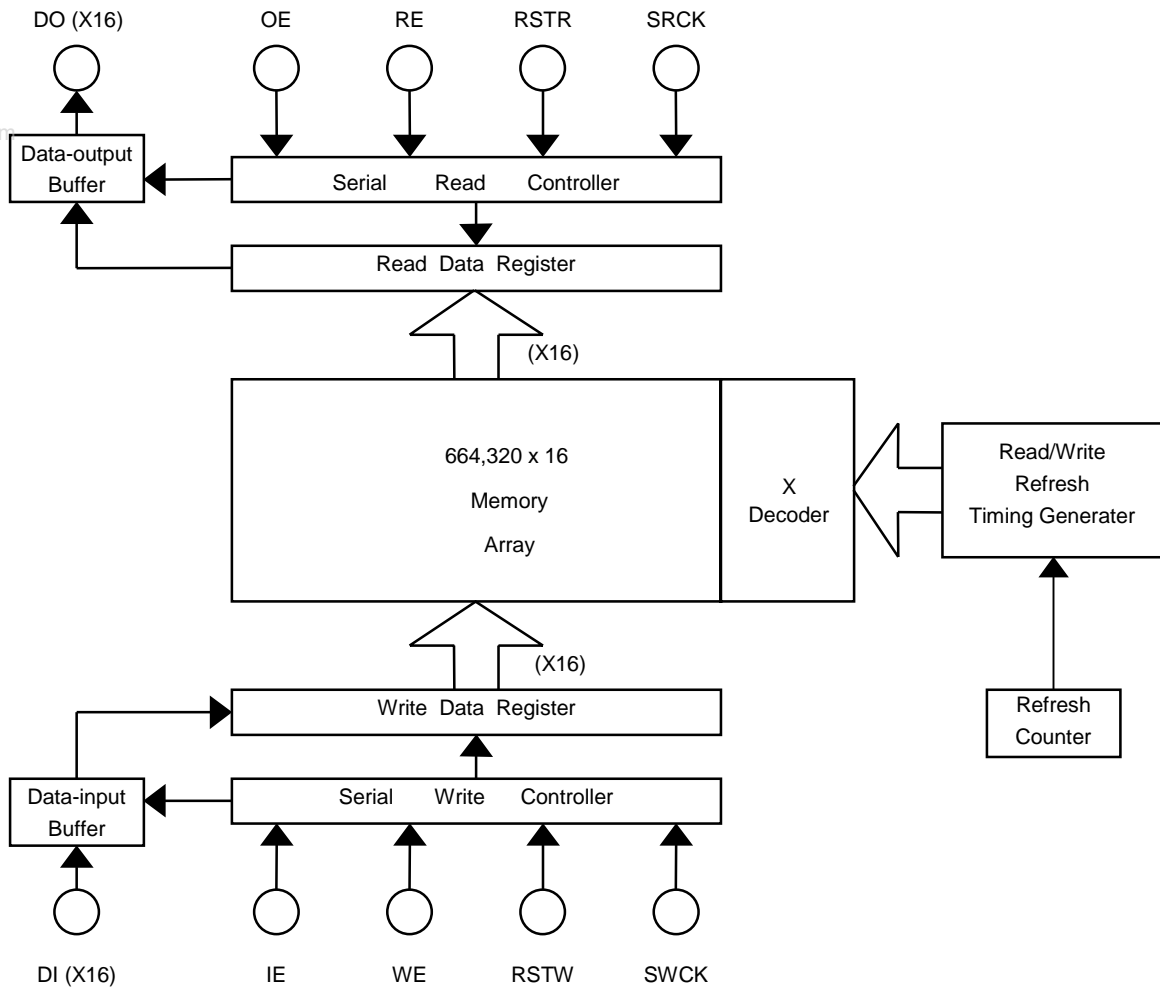 DO (X16) OE RE RSTR SRCK
m
Data-output
Buffer
Serial Read Controller
Read Data Register
(X16)
664,320 x 16
Memory
Array
X
Decoder
Read/Write
Refresh
Timing Generater
(X16)
Write Data Register
Refresh
Counter
Data-input
Buffer
Serial Write Controller
DI (X16) IE WE RSTW SWCK